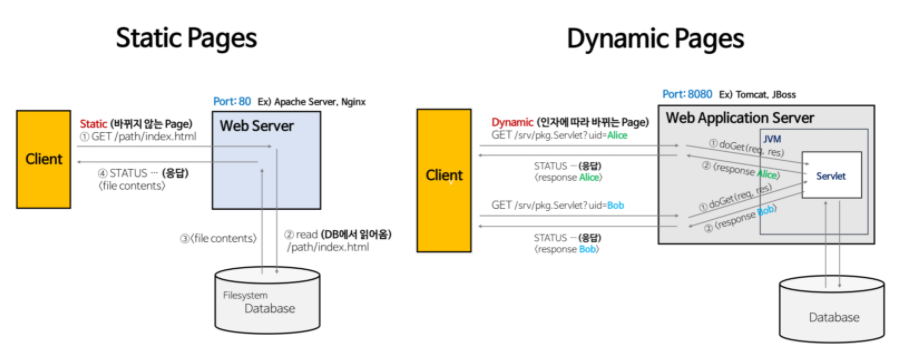 Static Pages
Port: 80 Ex) Apache Server, Nginx
Static (바뀌지 않는 Page)
① GET /path/index.html
Web Server
Client
④ STATUS ··· (응답)
<file contents>
③<file contents>
② read (DB에서 읽어옴)
/path/index.html
Filesystem
Database
Dynamic Pages
Port: 8080 Ex) Tomcat, JBoss
Dynamic (인자에 따라 바뀌는 Page)
GET /srv/pkg.Servlet?uid=Alice
Web Application Server
JVM
① doGet(req, res)
② (response Alice)
Servlet
Client
STATUS ··· (응답)
<response Alice>
GET /srv/pkg.Servlet?uid=Bob
① doGet(req, res)
② (response Bob)
STATUS ··· (응답)
<response Bob>
Database